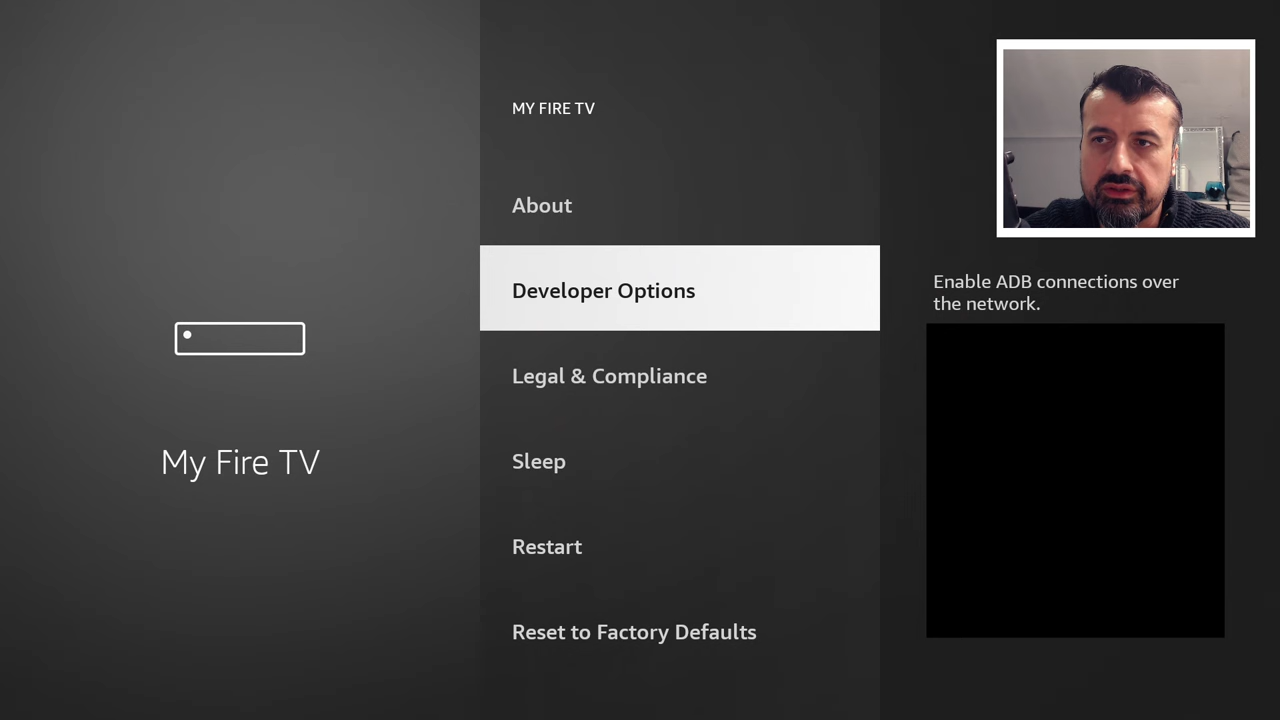 MY FIRE TV
About
Developer Options
Legal & Compliance
Sleep
Restart
Reset to Factory Defaults
My Fire TV
Enable ADB connections over
the network.